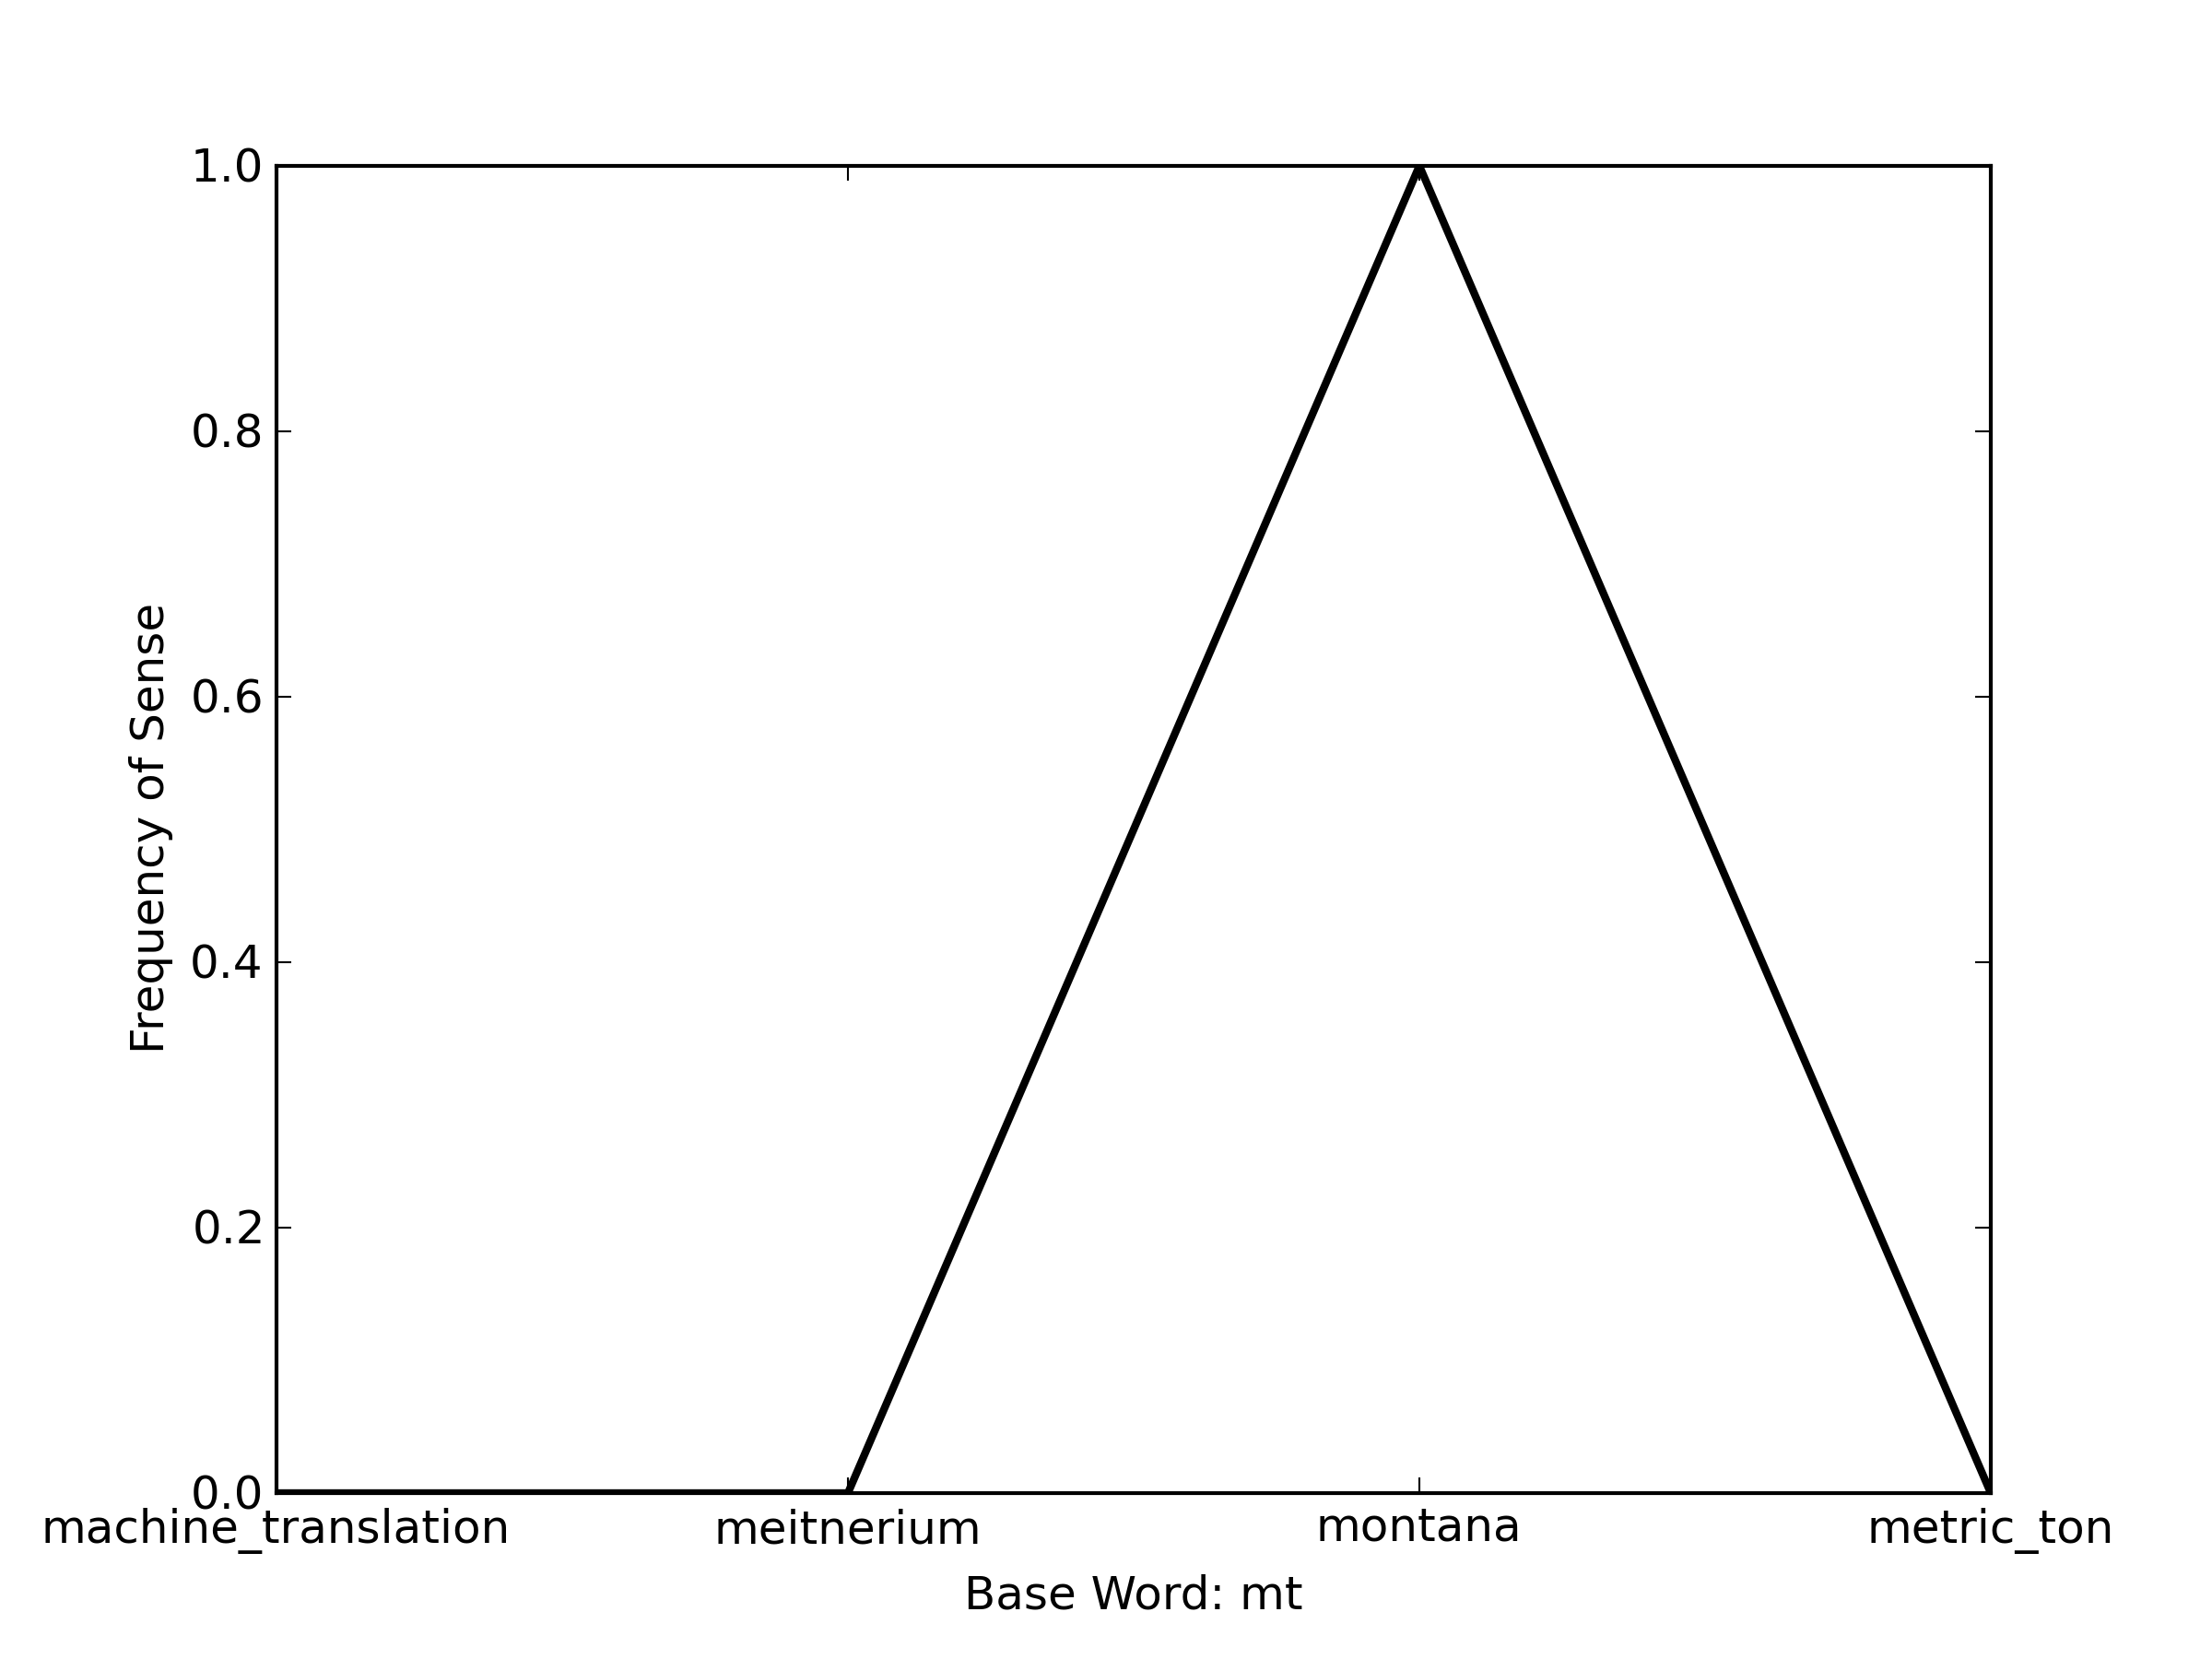 1.0
0.8
0.6
0.4
0.2
0.0
Frequency of Sense
machine_translation meitnerium montana metric_ton
Base Word: mt